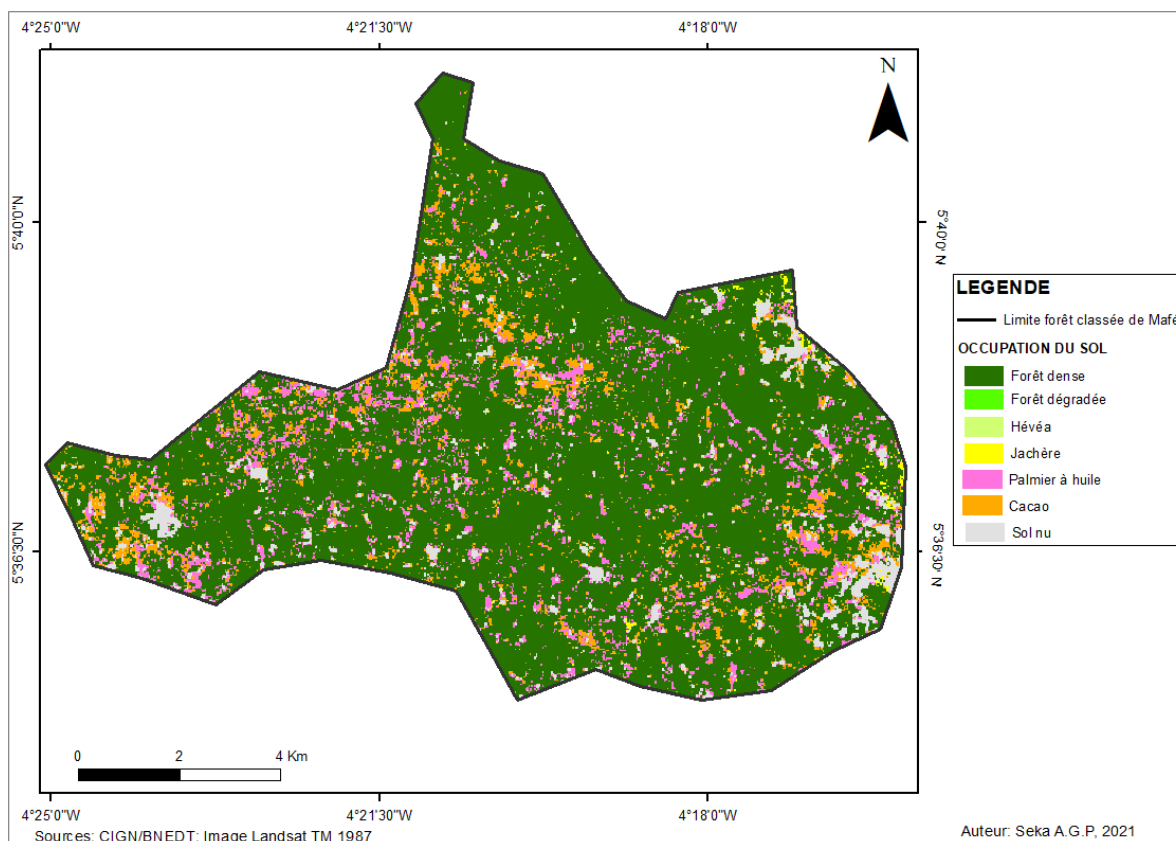 4°25'0"W
4°21'30"W
4°18'0"W
N
5°40'0"N
5°40'0" N
LEGENDE
Limite forêt classée de Mafé
OCCUPATION DU SOL
Forêt dense
Forêt dégradée
Hévéa
Jachère
Palmier à huile
Cacao
Sol nu
5°36'30"N
5°36'30" N
0
2
4 Km
4°25'0"W
4°21'30"W
4°18'0"W
Sources: CIGN/BNEDT; Image Landsat TM 1987
Auteur: Seka A.G.P, 2021